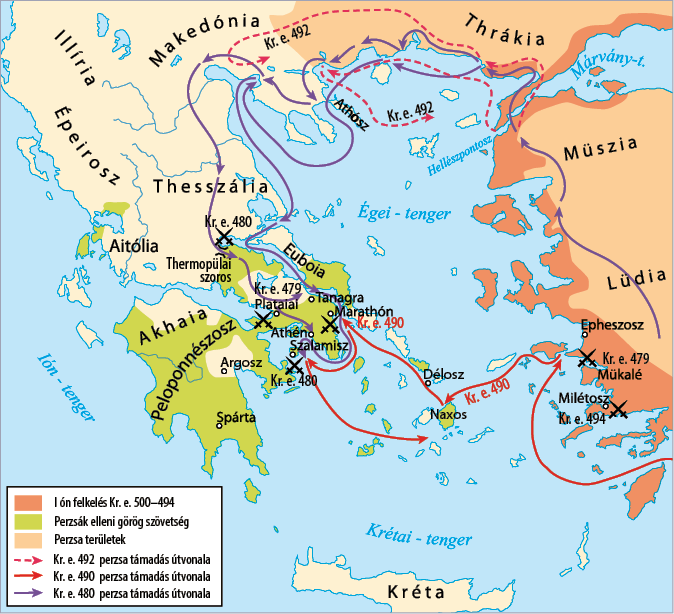 Illíria
Makedónia
Kr. e. 492
Thrákia
Márvány-t.
Athósz
Kr. e. 492
Hellészpontosz
Épeirosz
Müszia
Thesszália
Égei - tenger
Kr. e. 480
Aitólia
Thermopülai
szoros
Euboia
Lüdia
Kr. e. 479
Plataiai
Tanagra
Marathón
Kr. e. 490
Akhaia
Athén
Szalamisz
Kr. e. 480
Epheszosz
Kr. e. 479
Mükalé
Peloponnészosz
Argosz
Ión - tenger
Délosz
Kr. e. 490
Naxos
Milétosz
Kr. e. 494
Spárta
I ón felkelés Kr. e. 500–494
Perzsák elleni görög szövetség
Perzsa területek
Kr. e. 492 perzsa támadás útvonala
Kr. e. 490 perzsa támadás útvonala
Kr. e. 480 perzsa támadás útvonala
Krétai - tenger
Kréta